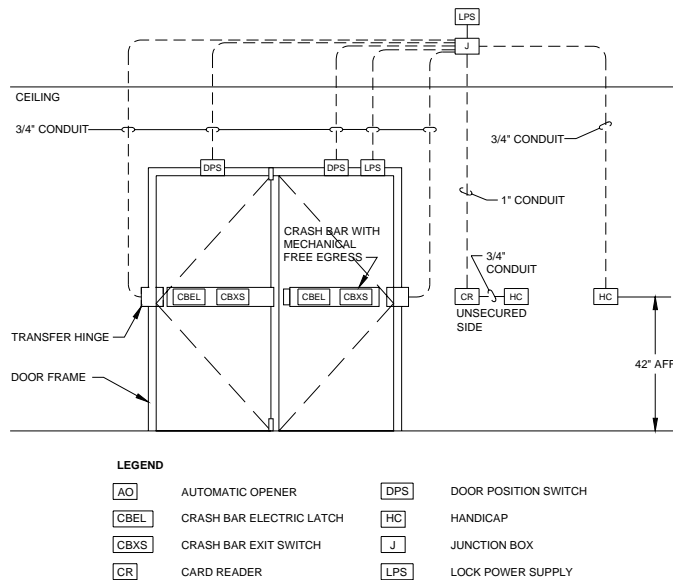 LPS
J
CEILING
3/4" CONDUIT
3/4" CONDUIT
DPS
DPS
LPS
1" CONDUIT
CRASH BAR WITH
MECHANICAL
FREE EGRESS
3/4"
CONDUIT
CBEL
CBXS
CBEL
CBXS
CR
HC
HC
UNSECURED
SIDE
TRANSFER HINGE
42" AFF
DOOR FRAME
LEGEND
AO AUTOMATIC OPENER
DPS DOOR POSITION SWITCH
CBEL CRASH BAR ELECTRIC LATCH
HC HANDICAP
CBXS CRASH BAR EXIT SWITCH
J JUNCTION BOX
CR CARD READER
LPS LOCK POWER SUPPLY